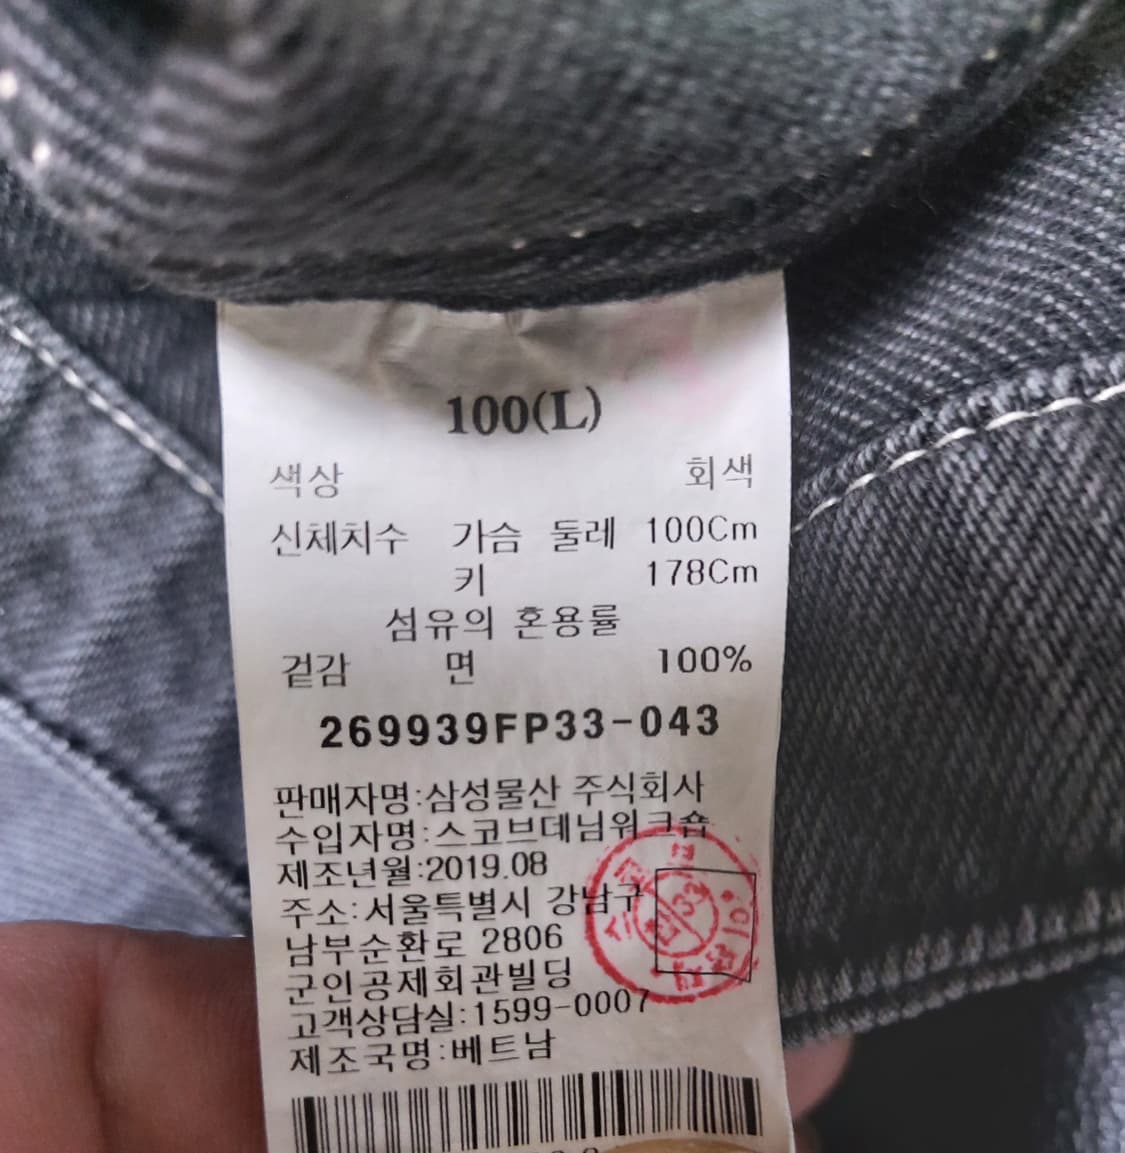 100(L)
색상 회색
신체치수 가슴 둘레 100Cm
키 178Cm
섬유의 혼용률
겉감 면 100%
269939FP33-043
판매자명:삼성물산 주식회사
수입자명:스코브데님워크숍
제조년월:2019.08
주소:서울특별시 강남구
남부순환로 2806
군인공제회관빌딩
고객상담실:1599-0007
제조국명:베트남